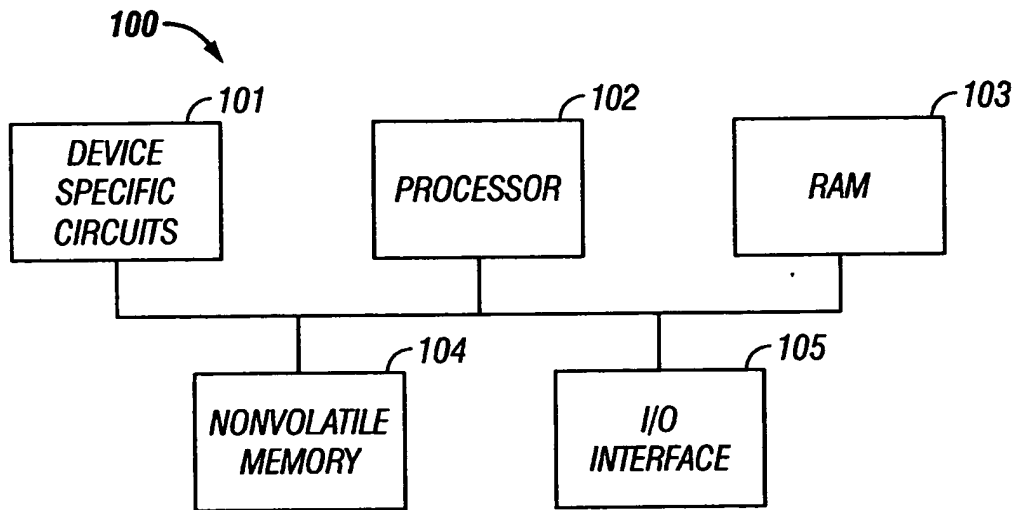 100
101
DEVICE
SPECIFIC
CIRCUITS
102
PROCESSOR
103
RAM
104
NONVOLATILE
MEMORY
105
I/O
INTERFACE